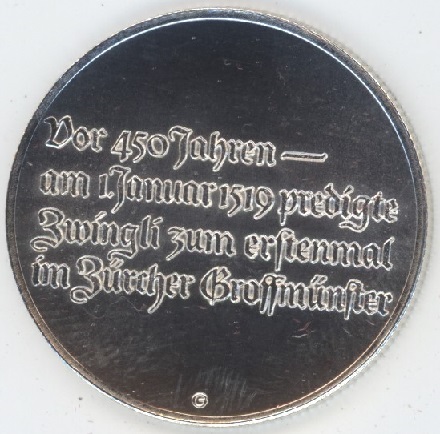 Vor 450 Jahren —
am 1. Januar 1519 predigte
Zwingli zum erstenmal
im Zürcher Grossmünster